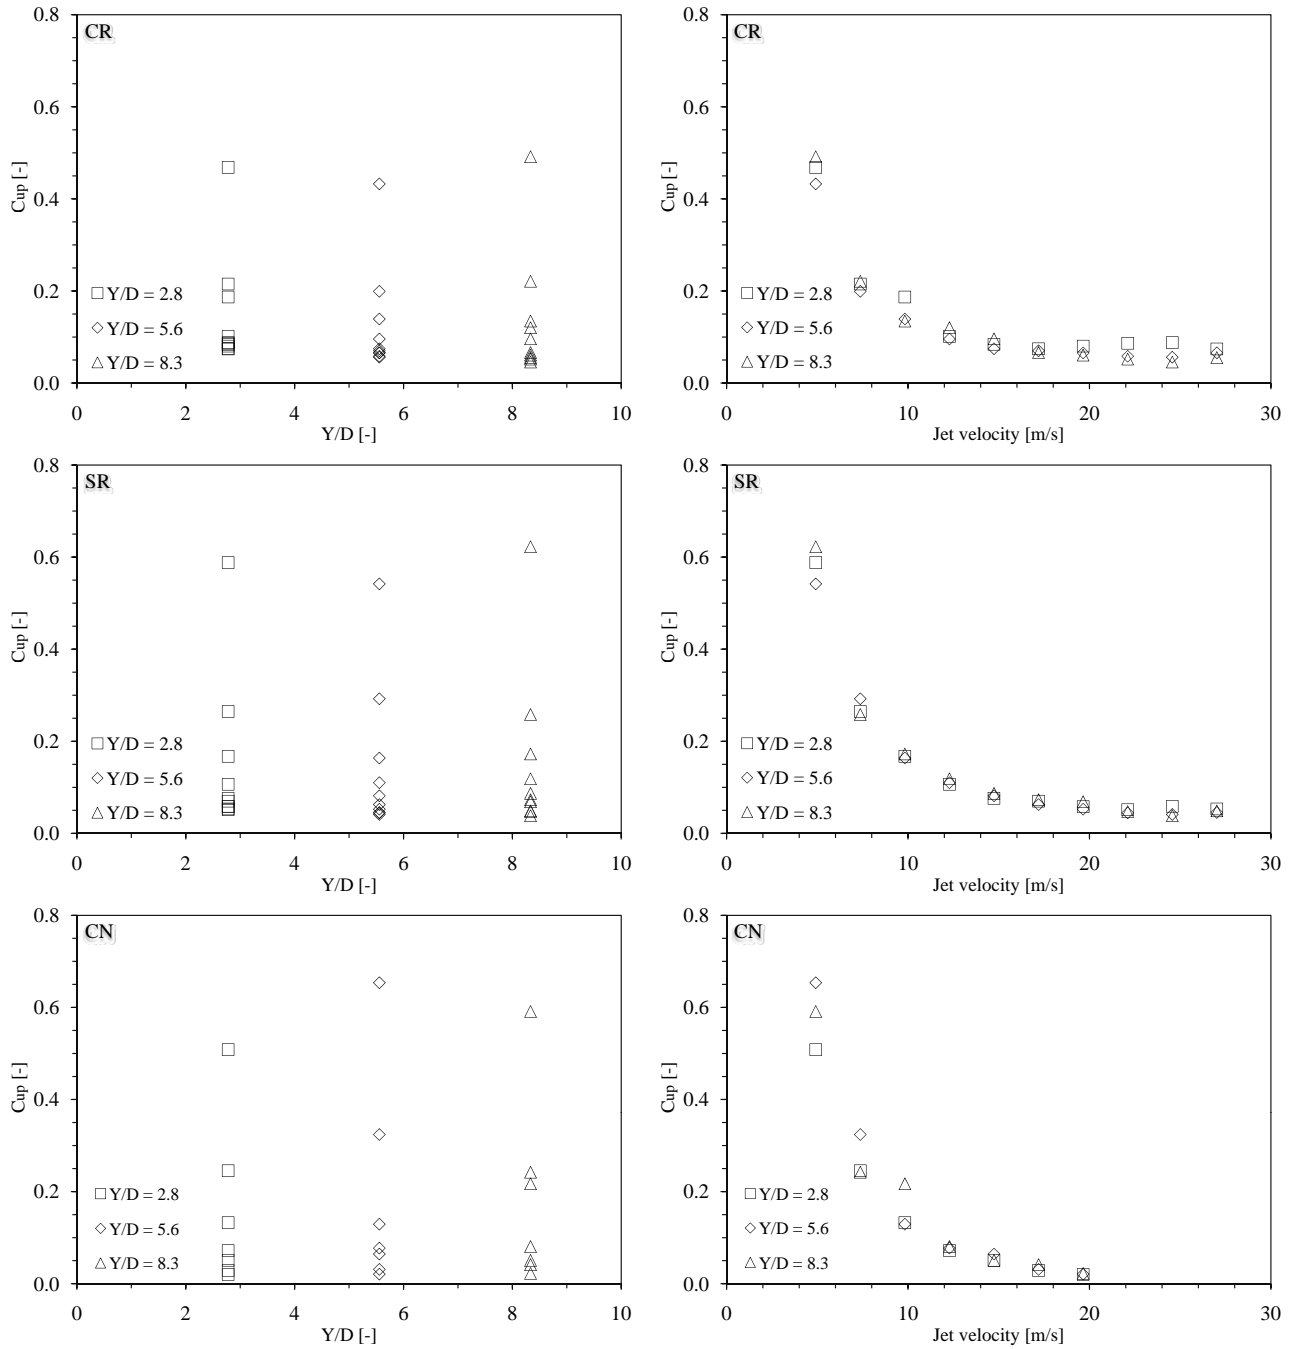 0.8
CR
0.6
Cup [-]
0.4
0.2
Y/D = 2.8
Y/D = 5.6
Y/D = 8.3
0.0
0 2 4 6 8 10
Y/D [-]
0.8
CR
0.6
Cup [-]
0.4
0.2
Y/D = 2.8
Y/D = 5.6
Y/D = 8.3
0.0
0 10 20 30
Jet velocity [m/s]
0.8
SR
0.6
Cup [-]
0.4
0.2
Y/D = 2.8
Y/D = 5.6
Y/D = 8.3
0.0
0 2 4 6 8 10
Y/D [-]
0.8
SR
0.6
Cup [-]
0.4
0.2
Y/D = 2.8
Y/D = 5.6
Y/D = 8.3
0.0
0 10 20 30
Jet velocity [m/s]
0.8
CN
0.6
Cup [-]
0.4
0.2
Y/D = 2.8
Y/D = 5.6
Y/D = 8.3
0.0
0 2 4 6 8 10
Y/D [-]
0.8
CN
0.6
Cup [-]
0.4
0.2
Y/D = 2.8
Y/D = 5.6
Y/D = 8.3
0.0
0 10 20 30
Jet velocity [m/s]